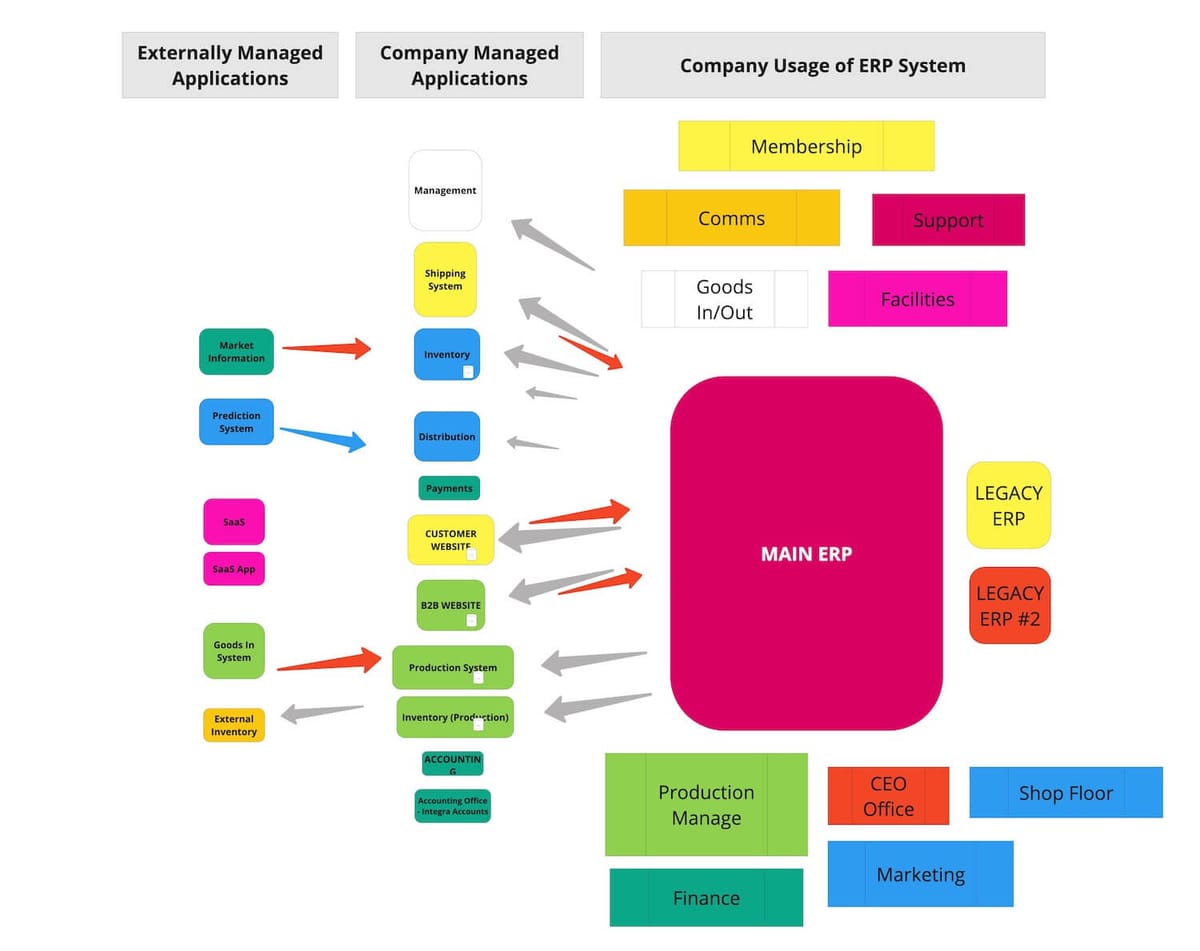 Externally Managed
Applications
Company Managed
Applications
Company Usage of ERP System
Membership
Comms
Support
Goods
In/Out
Facilities
Management
Shipping
System
Market
Information
Inventory
Prediction
System
Distribution
Payments
SaaS
SaaS App
CUSTOMER
WEBSITE
B2B WEBSITE
Goods In
System
Production System
External
Inventory
Inventory (Production)
ACCOUNTIN
G
Accounting Office
- Integra Accounts
MAIN ERP
LEGACY
ERP
LEGACY
ERP #2
Production
Manage
CEO
Office
Shop Floor
Marketing
Finance